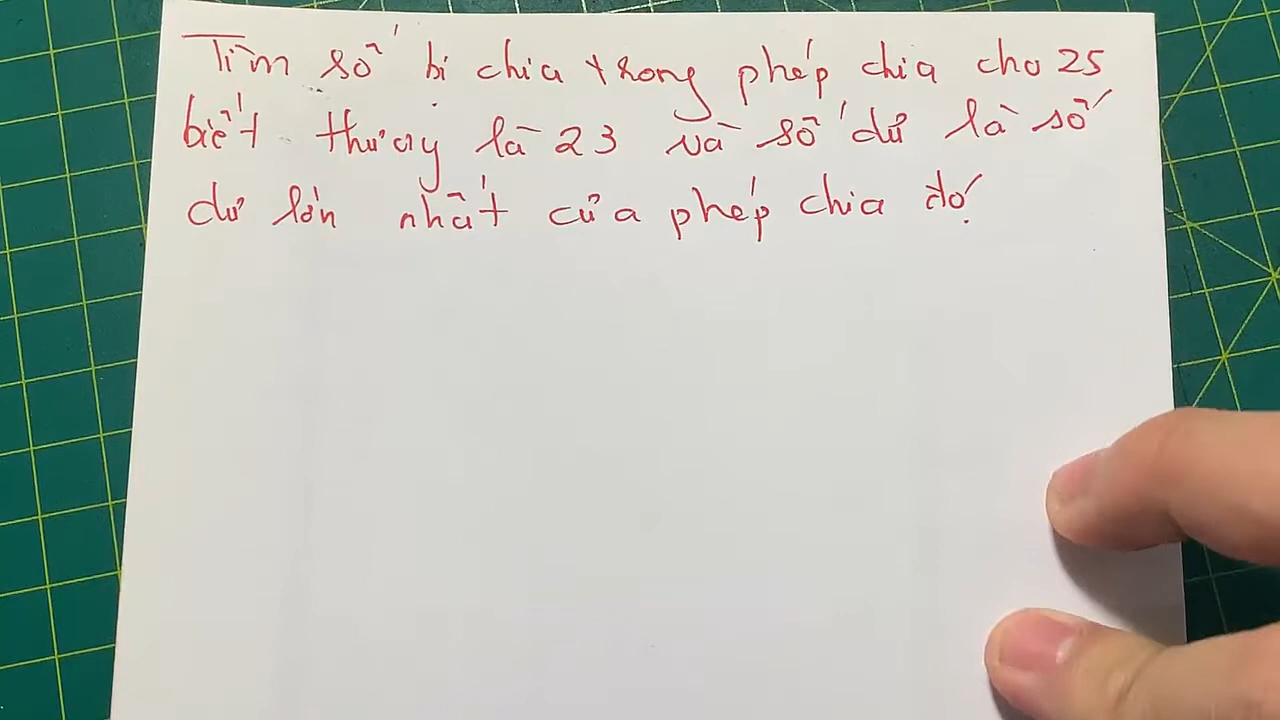 Tìm số bị chia trong phép chia cho 25
biết thương là 23 và số dư là số
dư lớn nhất của phép chia đó